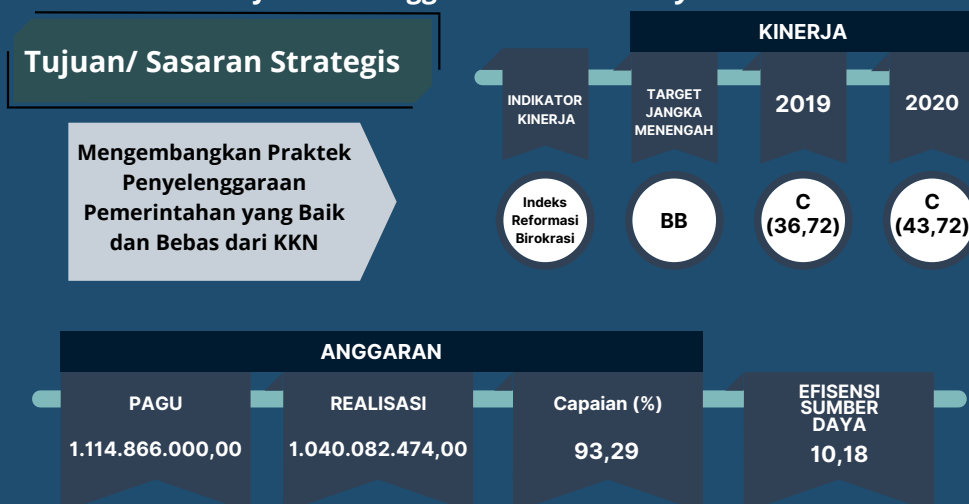 Tujuan/ Sasaran Strategis
Mengembangkan Praktek
Penyelenggaraan
Pemerintahan yang Baik
dan Bebas dari KKN
KINERJA
INDIKATOR
KINERJA
TARGET
JANGKA
MENENGAH
2019
2020
Indeks
Reformasi
Birokrasi
BB
C
(36,72)
C
(43,72)
ANGGARAN
PAGU
1.114.866.000,00
REALISASI
1.040.082.474,00
Capaian (%)
93,29
EFISENSI
SUMBER
DAYA
10,18